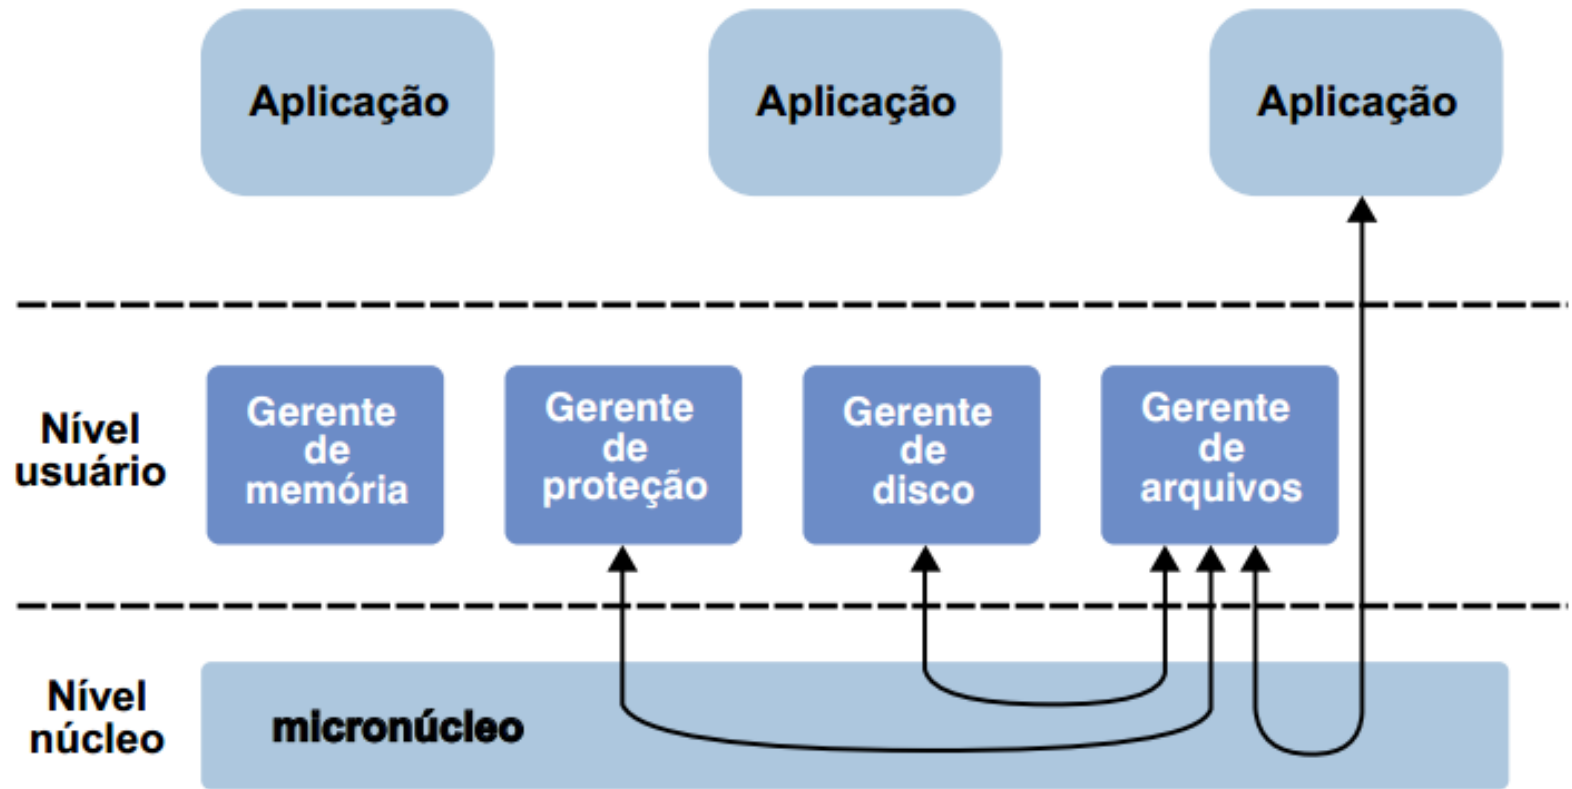 Aplicação
Aplicação
Aplicação
Nível
usuário
Gerente
de
memória
Gerente
de
proteção
Gerente
de
disco
Gerente
de
arquivos
Nível
núcleo
micronúcleo